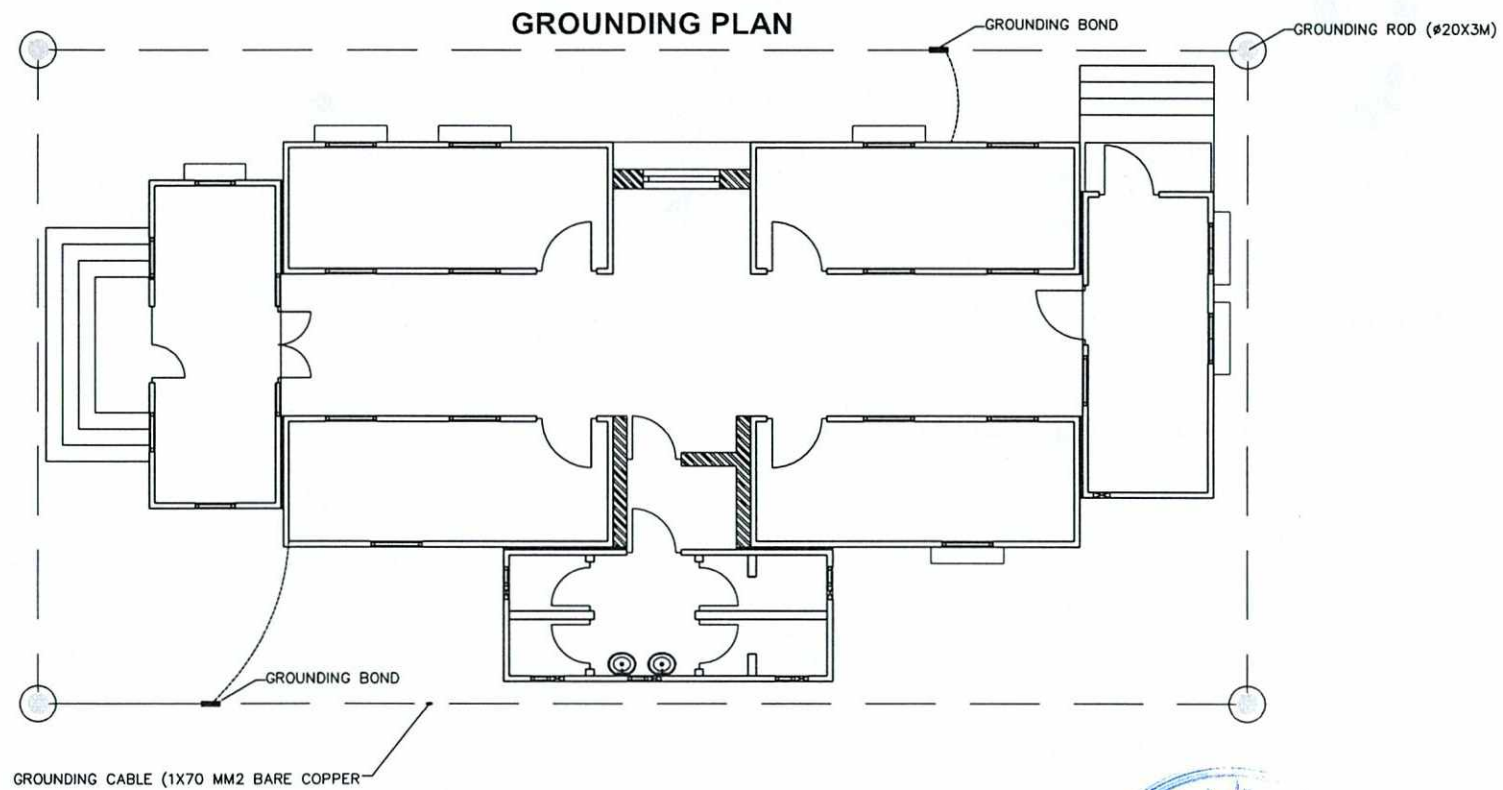 GROUNDING PLAN
GROUNDING BOND
GROUNDING ROD (ø20X3M)
GROUNDING BOND
GROUNDING CABLE (1X70 MM2 BARE COPPER